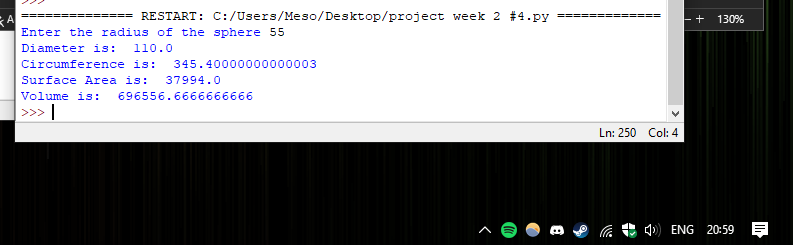 >>>
============== RESTART: C:/Users/Meso/Desktop/project week 2 #4.py =============
Enter the radius of the sphere 55
Diameter is:  110.0
Circumference is:  345.40000000000003
Surface Area is:  37994.0
Volume is:  696556.6666666666
>>>
Ln: 250 Col: 4
A
− + 130%
ENG 20:59